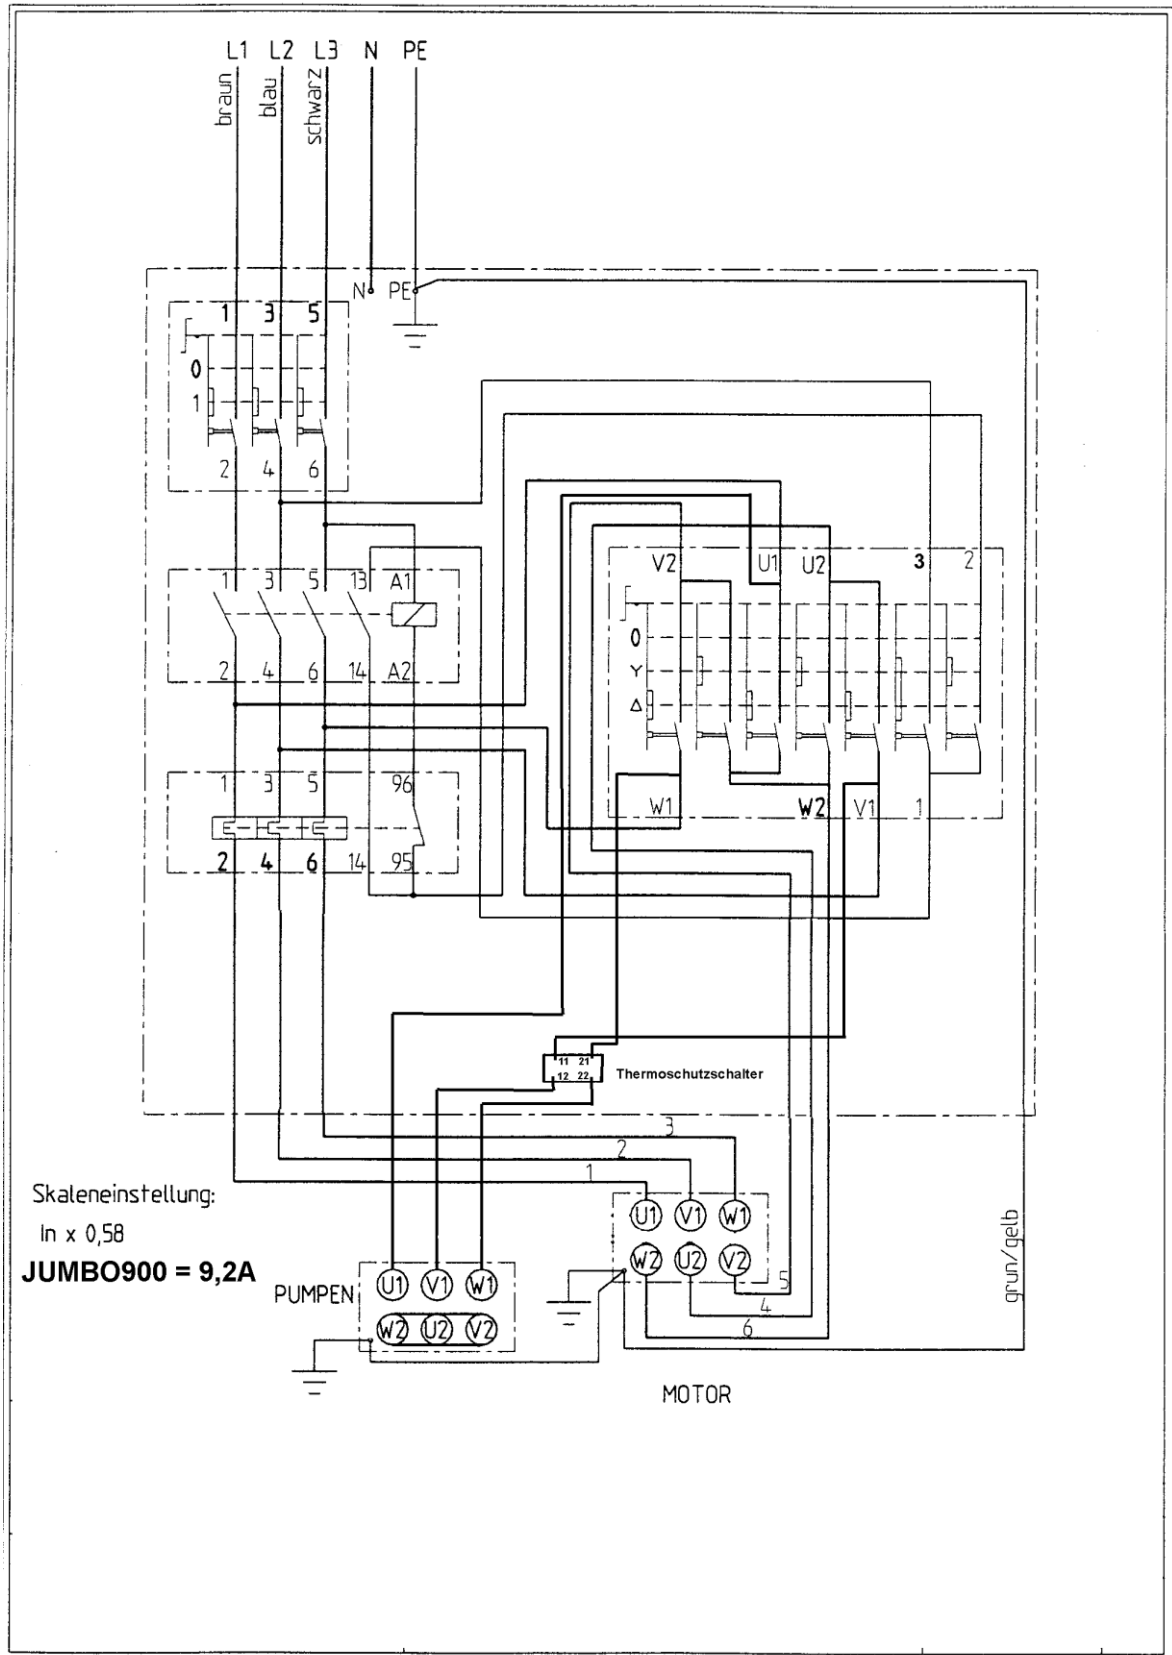 L1 L2 L3 N PE
braun
blau
schwarz
N PE
1 3 5
0
1
2 4 6
1 3 5 13 A1
2 4 6 14 A2
V2 U1 U2 3 2
0
Y
Δ
W1 W2 V1 1
1 3 5 96
2 4 6 14 95
11 21
12 22
Thermoschutzschalter
3
2
1
Skaleneinstellung:
In x 0,58
JUMBO900 = 9,2A
PUMPEN
U1 V1 W1
W2 U2 V2
U1 V1 W1
W2 U2 V2
5
4
6
MOTOR
grun/gelb